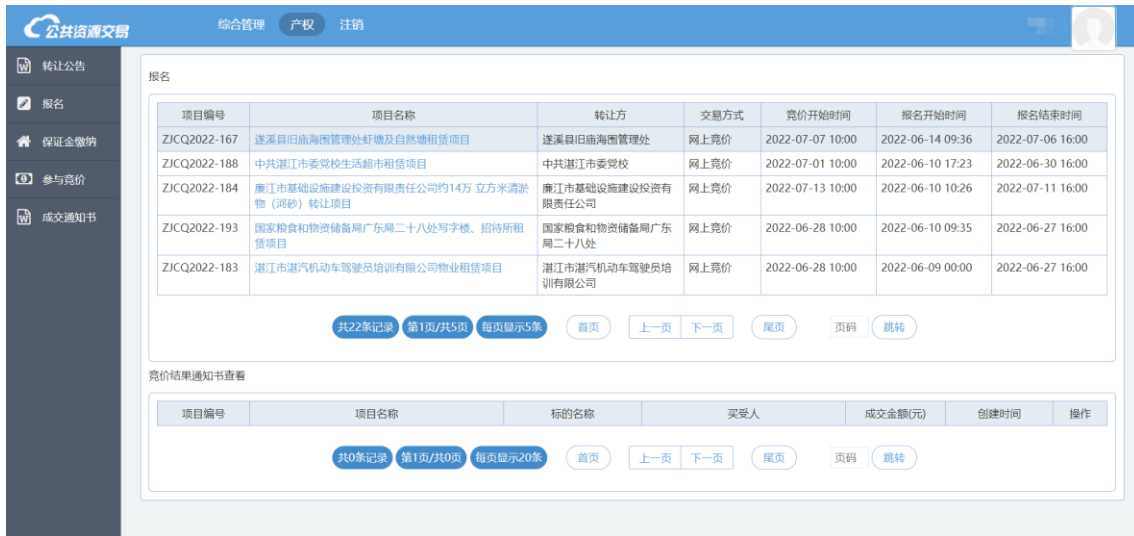 公共资源交易 综合管理 产权 注销
转让公告
报名
保证金缴纳
参与竞价
成交通知书
报名
项目编号 项目名称 转让方 交易方式 竞价开始时间 报名开始时间 报名结束时间
ZJCQ2022-167 遂溪县旧庙海围管理处虾塘及自然塘租赁项目 遂溪县旧庙海围管理处 网上竞价 2022-07-07 10:00 2022-06-14 09:36 2022-07-06 16:00
ZJCQ2022-188 中共湛江市委党校生活超市租赁项目 中共湛江市委党校 网上竞价 2022-07-01 10:00 2022-06-10 17:23 2022-06-30 16:00
ZJCQ2022-184 廉江市基础设施建设投资有限责任公司约14万 立方米清淤 廉江市基础设施建设投资有 网上竞价 2022-07-13 10:00 2022-06-10 10:26 2022-07-11 16:00
物（河砂）转让项目 限责任公司
ZJCQ2022-193 国家粮食和物资储备局广东局二十八处写字楼、招待所租 国家粮食和物资储备局广东 网上竞价 2022-06-28 10:00 2022-06-10 09:35 2022-06-27 16:00
赁项目 局二十八处
ZJCQ2022-183 湛江市湛汽机动车驾驶员培训有限公司物业租赁项目 湛江市湛汽机动车驾驶员培 网上竞价 2022-06-28 10:00 2022-06-09 00:00 2022-06-27 16:00
训有限公司
共22条记录 第1页/共5页 每页显示5条 首页 上一页 下一页 尾页 页码 跳转
竞价结果通知书查看
项目编号 项目名称 标的名称 买受人 成交金额(元) 创建时间 操作
共0条记录 第1页/共0页 每页显示20条 首页 上一页 下一页 尾页 页码 跳转